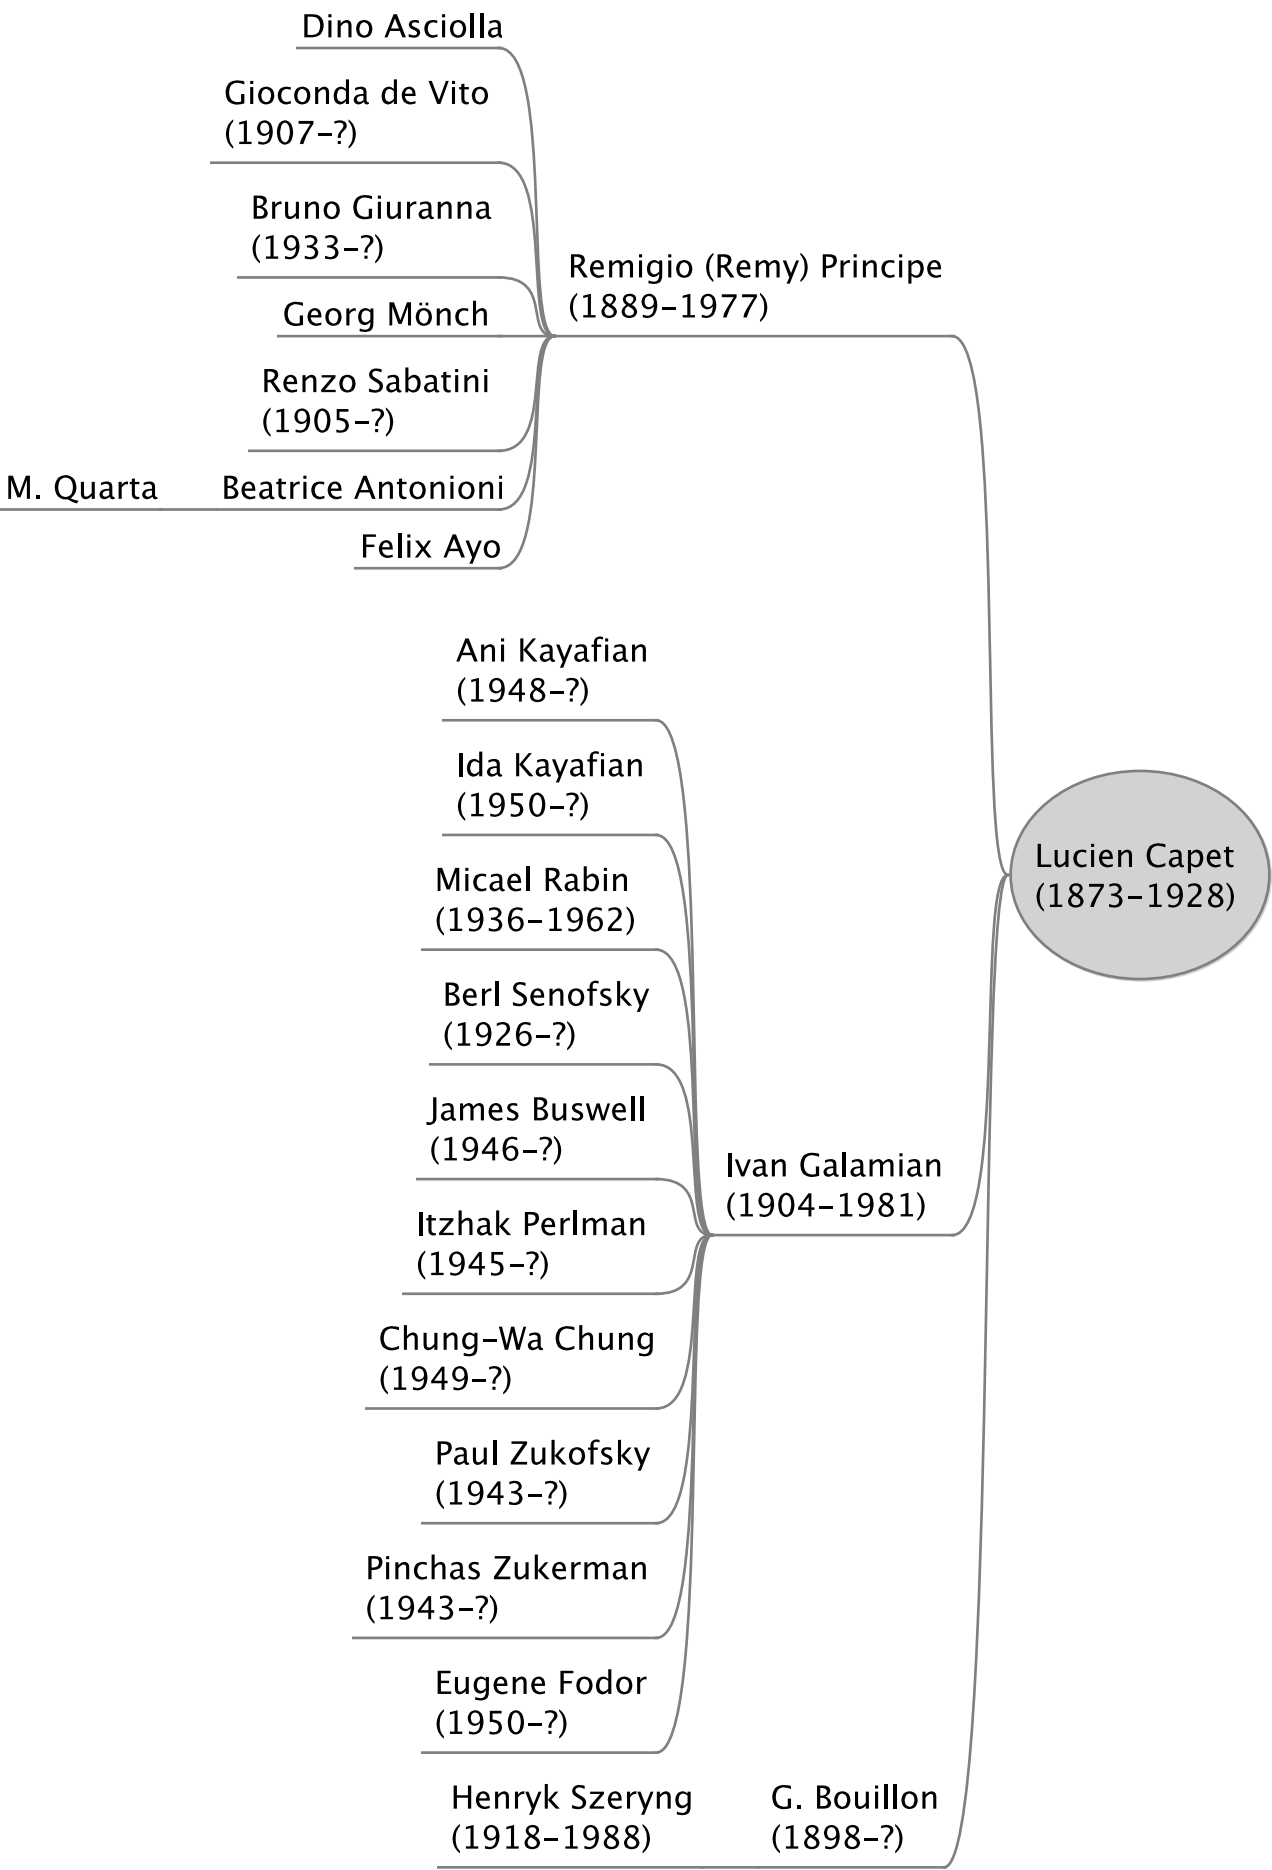 Dino Asciolla
Gioconda de Vito
(1907–?)
Bruno Giuranna
(1933–?)
Remigio (Remy) Principe
(1889–1977)
Georg Mönch
Renzo Sabatini
(1905–?)
M. Quarta
Beatrice Antonioni
Felix Ayo
Ani Kayafian
(1948–?)
Ida Kayafian
(1950–?)
Micael Rabin
(1936–1962)
Lucien Capet
(1873–1928)
Berl Senofsky
(1926–?)
James Buswell
(1946–?)
Ivan Galamian
(1904–1981)
Itzhak Perlman
(1945–?)
Chung–Wa Chung
(1949–?)
Paul Zukofsky
(1943–?)
Pinchas Zukerman
(1943–?)
Eugene Fodor
(1950–?)
Henryk Szeryng
(1918–1988)
G. Bouillon
(1898–?)